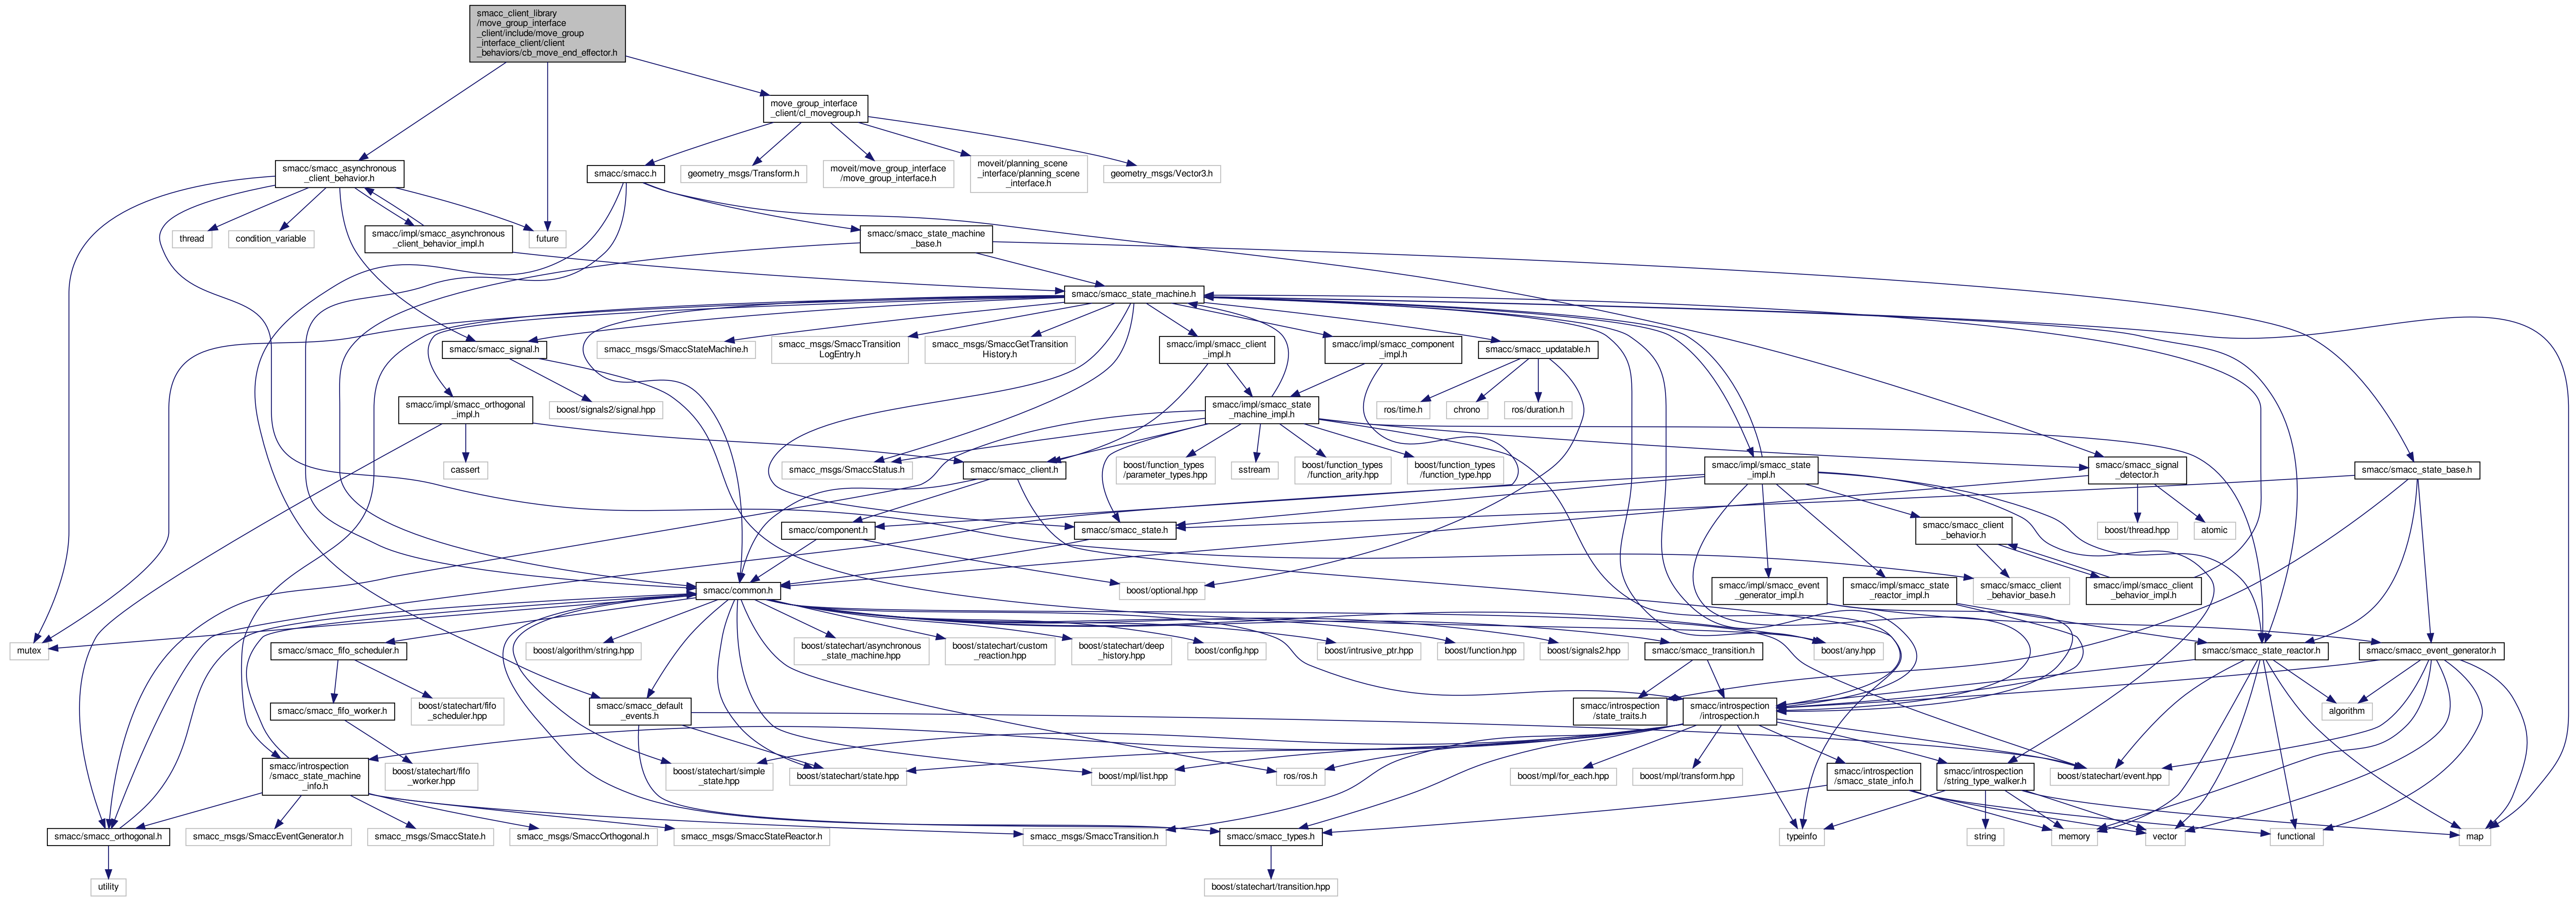 smacc_client_library
/move_group_interface
_client/include/move_group
_interface_client/client
_behaviors/cb_move_end_effector.h
move_group_interface
_client/cl_movegroup.h
smacc/smacc_asynchronous
_client_behavior.h
smacc/smacc.h
geometry_msgs/Transform.h
moveit/move_group_interface
/move_group_interface.h
moveit/planning_scene
_interface/planning_scene
_interface.h
geometry_msgs/Vector3.h
thread
condition_variable
smacc/impl/smacc_asynchronous
_client_behavior_impl.h
future
smacc/smacc_state_machine
_base.h
smacc/smacc_state_machine.h
smacc/smacc_signal.h
smacc_msgs/SmaccStateMachine.h
smacc_msgs/SmaccTransition
LogEntry.h
smacc_msgs/SmaccGetTransition
History.h
smacc/impl/smacc_client
_impl.h
smacc/impl/smacc_component
_impl.h
smacc/smacc_updatable.h
smacc/impl/smacc_orthogonal
_impl.h
boost/signals2/signal.hpp
smacc/impl/smacc_state
_machine_impl.h
ros/time.h
chrono
ros/duration.h
cassert
smacc_msgs/SmaccStatus.h
smacc/smacc_client.h
boost/function_types
/parameter_types.hpp
sstream
boost/function_types
/function_arity.hpp
boost/function_types
/function_type.hpp
smacc/impl/smacc_state
_impl.h
smacc/smacc_signal
_detector.h
smacc/smacc_state_base.h
smacc/component.h
smacc/smacc_state.h
smacc/smacc_client
_behavior.h
boost/thread.hpp
atomic
smacc/common.h
boost/optional.hpp
smacc/impl/smacc_event
_generator_impl.h
smacc/impl/smacc_state
_reactor_impl.h
smacc/smacc_client
_behavior_base.h
smacc/impl/smacc_client
_behavior_impl.h
mutex
smacc/smacc_fifo_scheduler.h
boost/algorithm/string.hpp
boost/statechart/asynchronous
_state_machine.hpp
boost/statechart/custom
_reaction.hpp
boost/statechart/deep
_history.hpp
boost/config.hpp
boost/intrusive_ptr.hpp
boost/function.hpp
boost/signals2.hpp
smacc/smacc_transition.h
boost/any.hpp
smacc/smacc_state_reactor.h
smacc/smacc_event_generator.h
smacc/smacc_fifo_worker.h
boost/statechart/fifo
_scheduler.hpp
smacc/smacc_default
_events.h
smacc/introspection
/state_traits.h
smacc/introspection
/introspection.h
algorithm
smacc/introspection
/smacc_state_machine
_info.h
boost/statechart/fifo
_worker.hpp
boost/statechart/simple
_state.hpp
boost/statechart/state.hpp
boost/mpl/list.hpp
ros/ros.h
boost/mpl/for_each.hpp
boost/mpl/transform.hpp
smacc/introspection
/smacc_state_info.h
smacc/introspection
/string_type_walker.h
boost/statechart/event.hpp
smacc/smacc_orthogonal.h
smacc_msgs/SmaccEventGenerator.h
smacc_msgs/SmaccState.h
smacc_msgs/SmaccOrthogonal.h
smacc_msgs/SmaccStateReactor.h
smacc_msgs/SmaccTransition.h
smacc/smacc_types.h
typeinfo
string
memory
vector
functional
map
utility
boost/statechart/transition.hpp